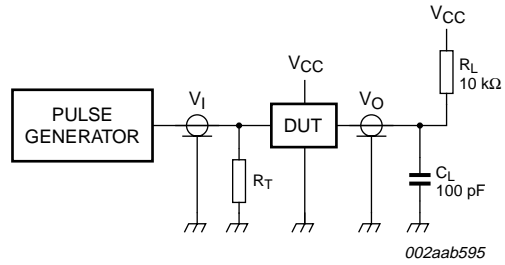 VCC
VCC
RL
10 kΩ
VI
VO
PULSE
GENERATOR
DUT
RT
CL
100 pF
002aab595